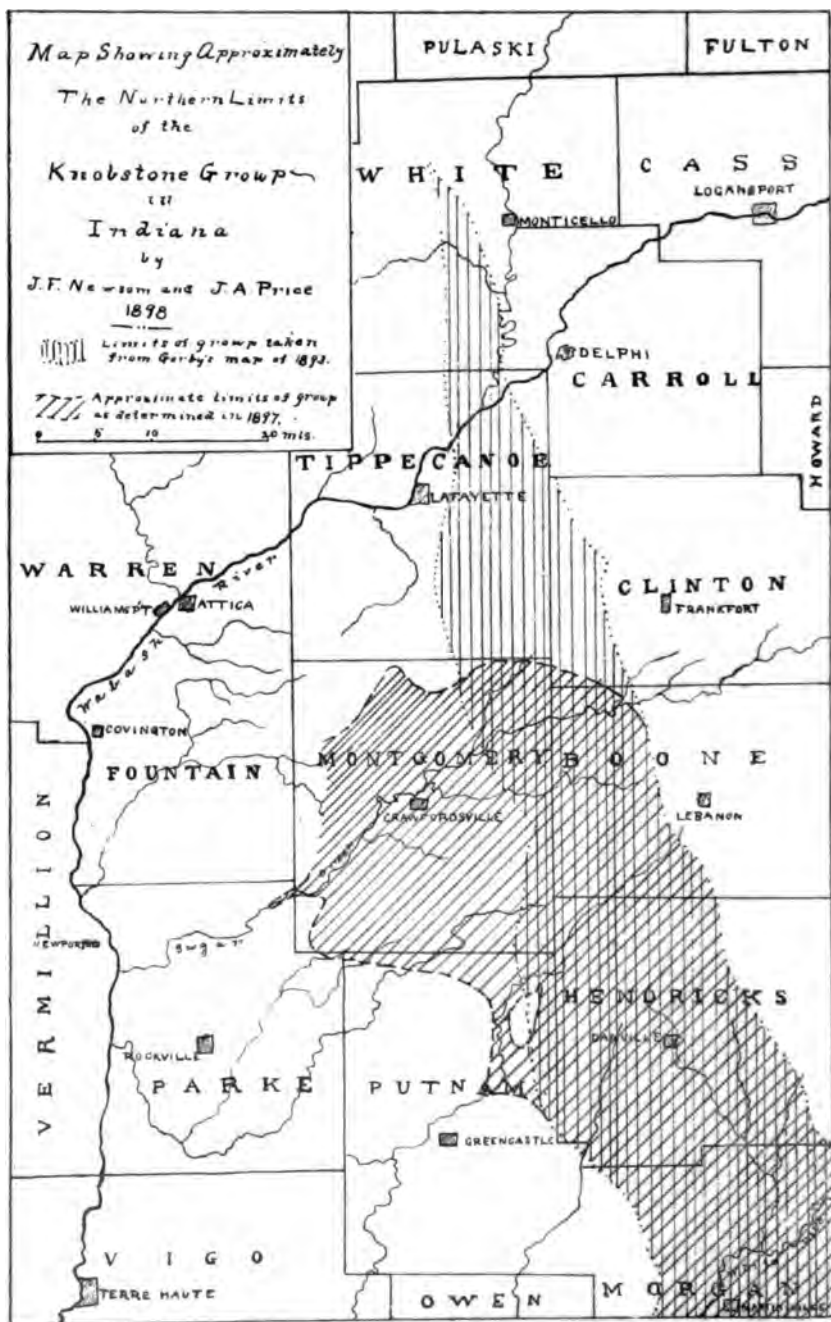 Map Showing Approximately
The Northern Limits
of the
Knobstone Group
in
Indiana
by
J.F. Newsom and J.A. Price
1898
Limits of group taken
from Gorby's map of 1893.
Approximate limits of group
as determined in 1897.
0 5 10 20 mls.
PULASKI
FULTON
WHITE
CASS
LOGANSPORT
MONTICELLO
DELPHI
CARROLL
HOWARD
TIPPECANOE
LAFAYETTE
WARREN
River
WILLIAMSP'T
ATTICA
CLINTON
FRANKFORT
Wabash
COVINGTON
FOUNTAIN
MONTGOMERY
BOONE
CRAWFORDSVILLE
LEBANON
VERMILLION
NEWPORT
Sugar
HENDRICKS
DANVILLE
ROCKVILLE
PARKE
PUTNAM
GREENCASTLE
VIGO
TERRE HAUTE
OWEN
MORGAN